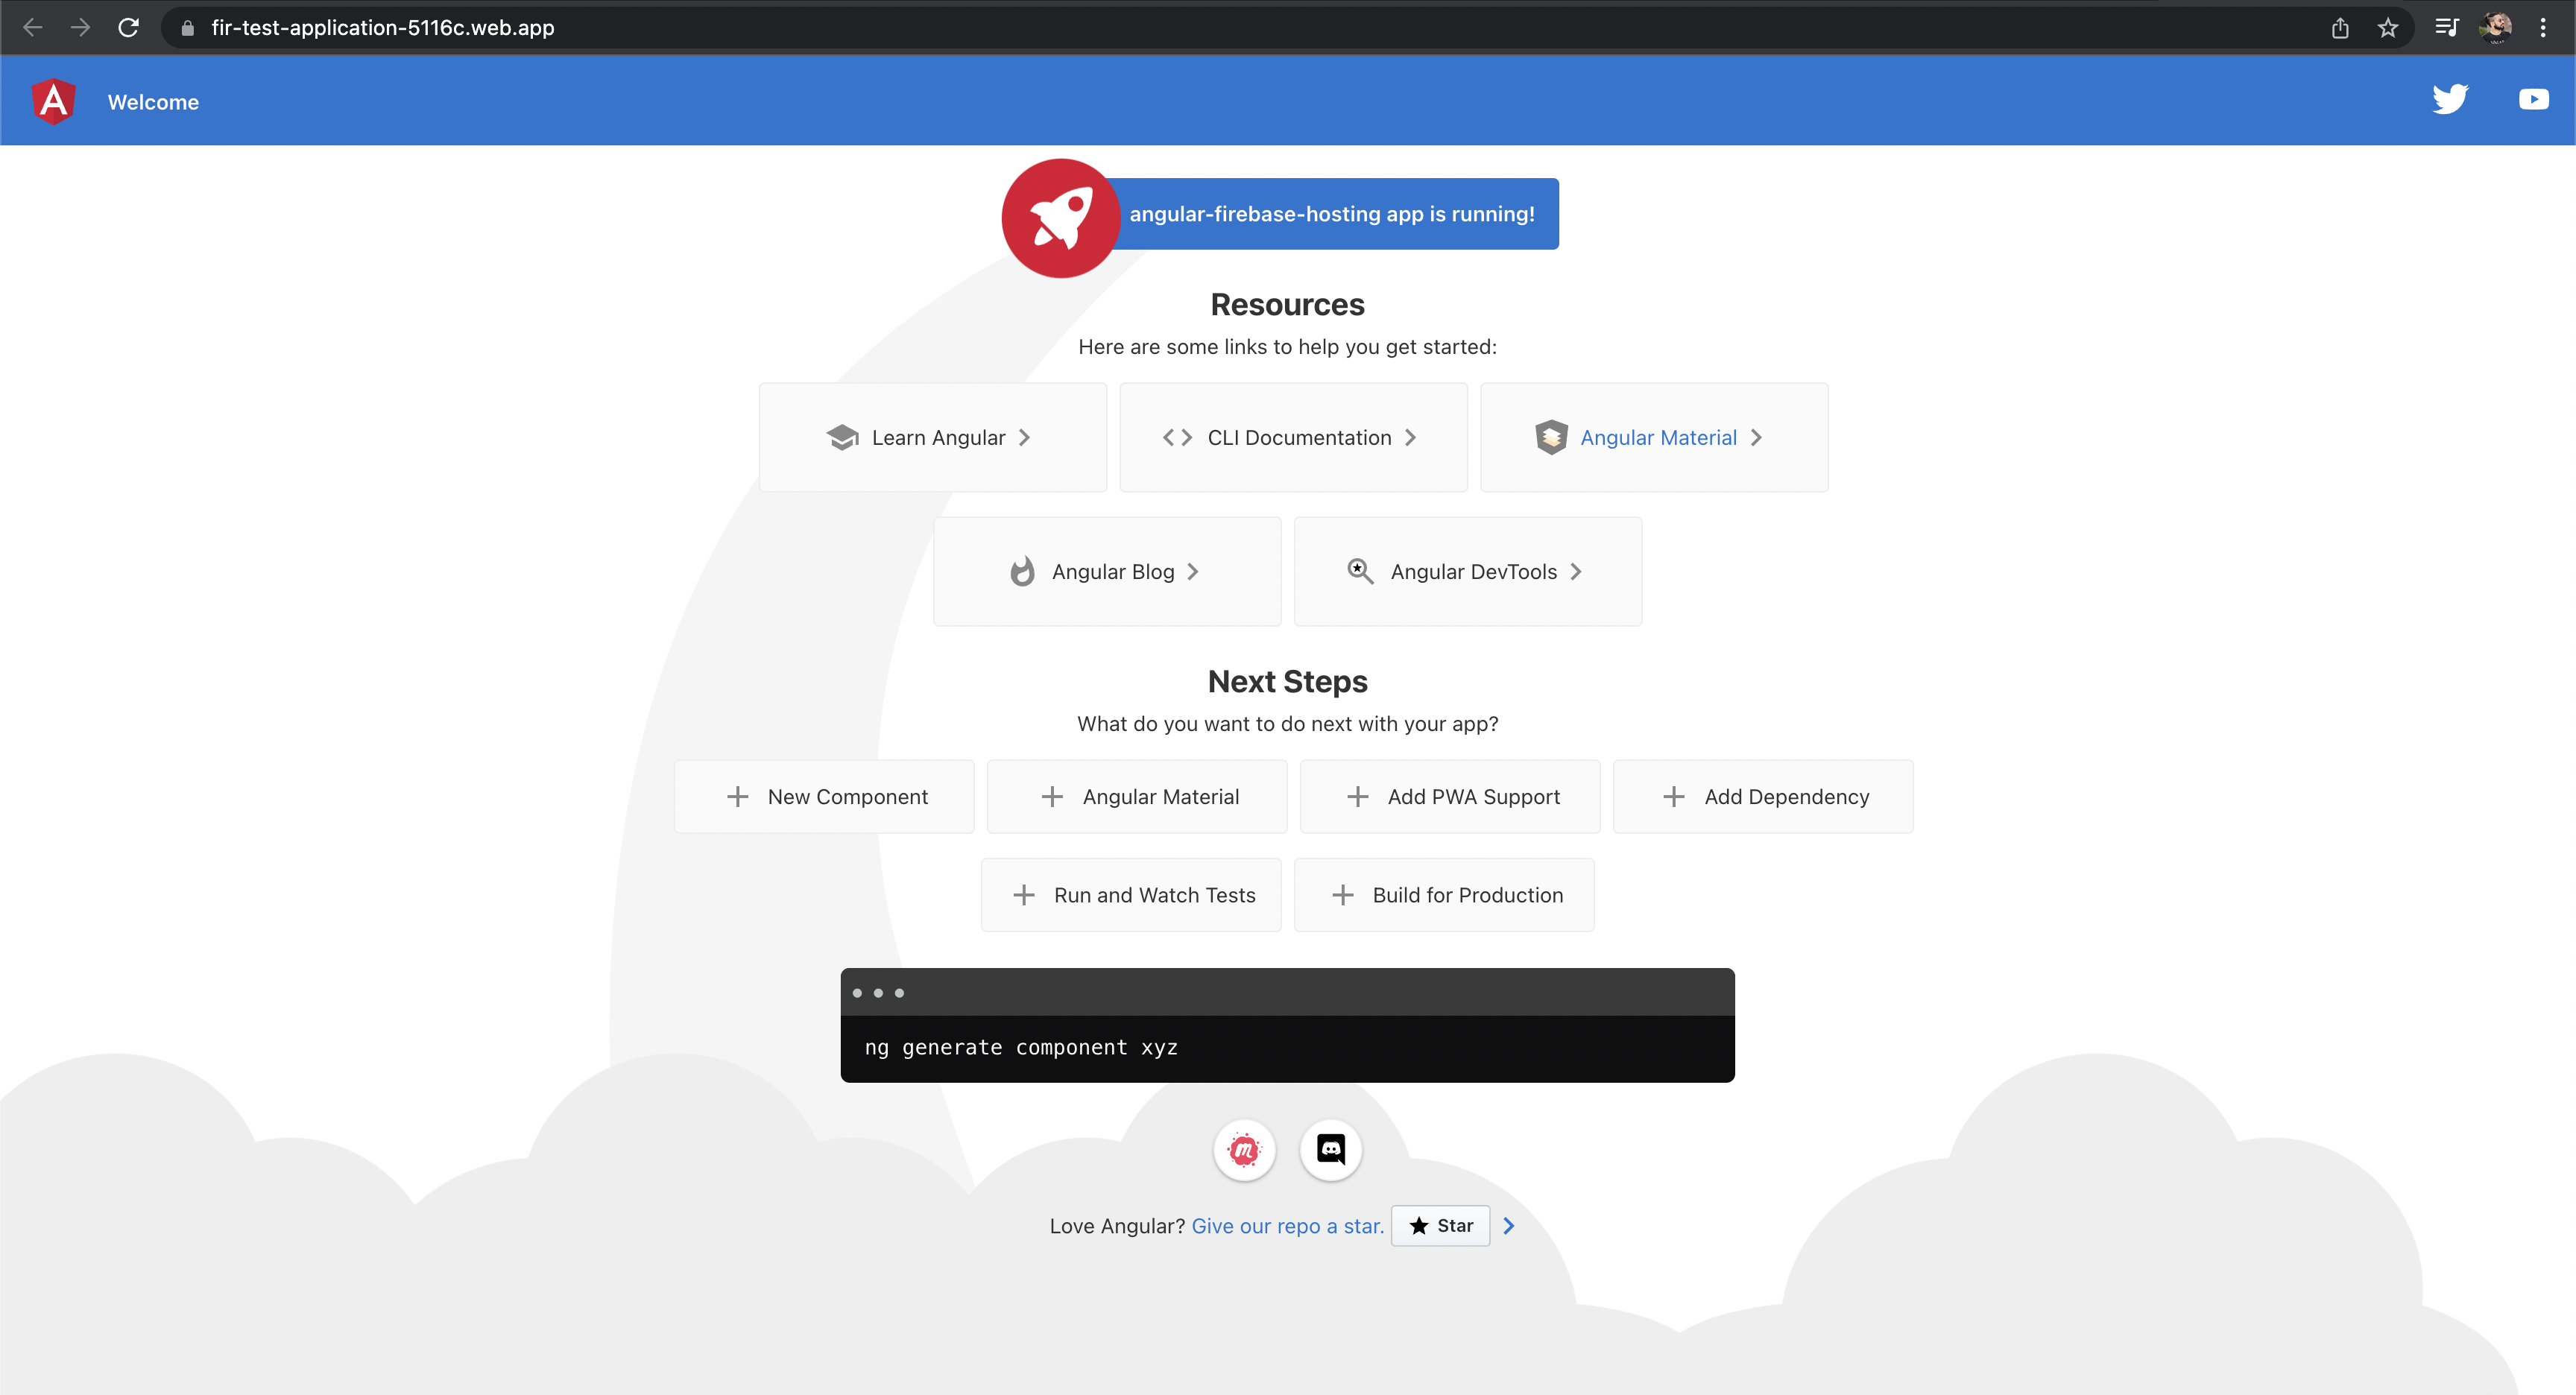 fir-test-application-5116c.web.app
Welcome
angular-firebase-hosting app is running!
Resources
Here are some links to help you get started:
Learn Angular
CLI Documentation
Angular Material
Angular Blog
Angular DevTools
Next Steps
What do you want to do next with your app?
New Component
Angular Material
Add PWA Support
Add Dependency
Run and Watch Tests
Build for Production
ng generate component xyz
Love Angular? Give our repo a star. Star